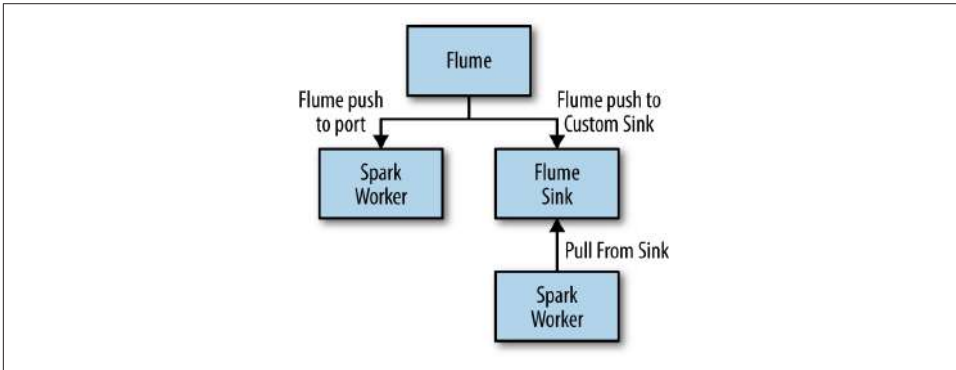 Flume
Flume push
to port
Flume push to
Custom Sink
Spark
Worker
Flume
Sink
Pull From Sink
Spark
Worker